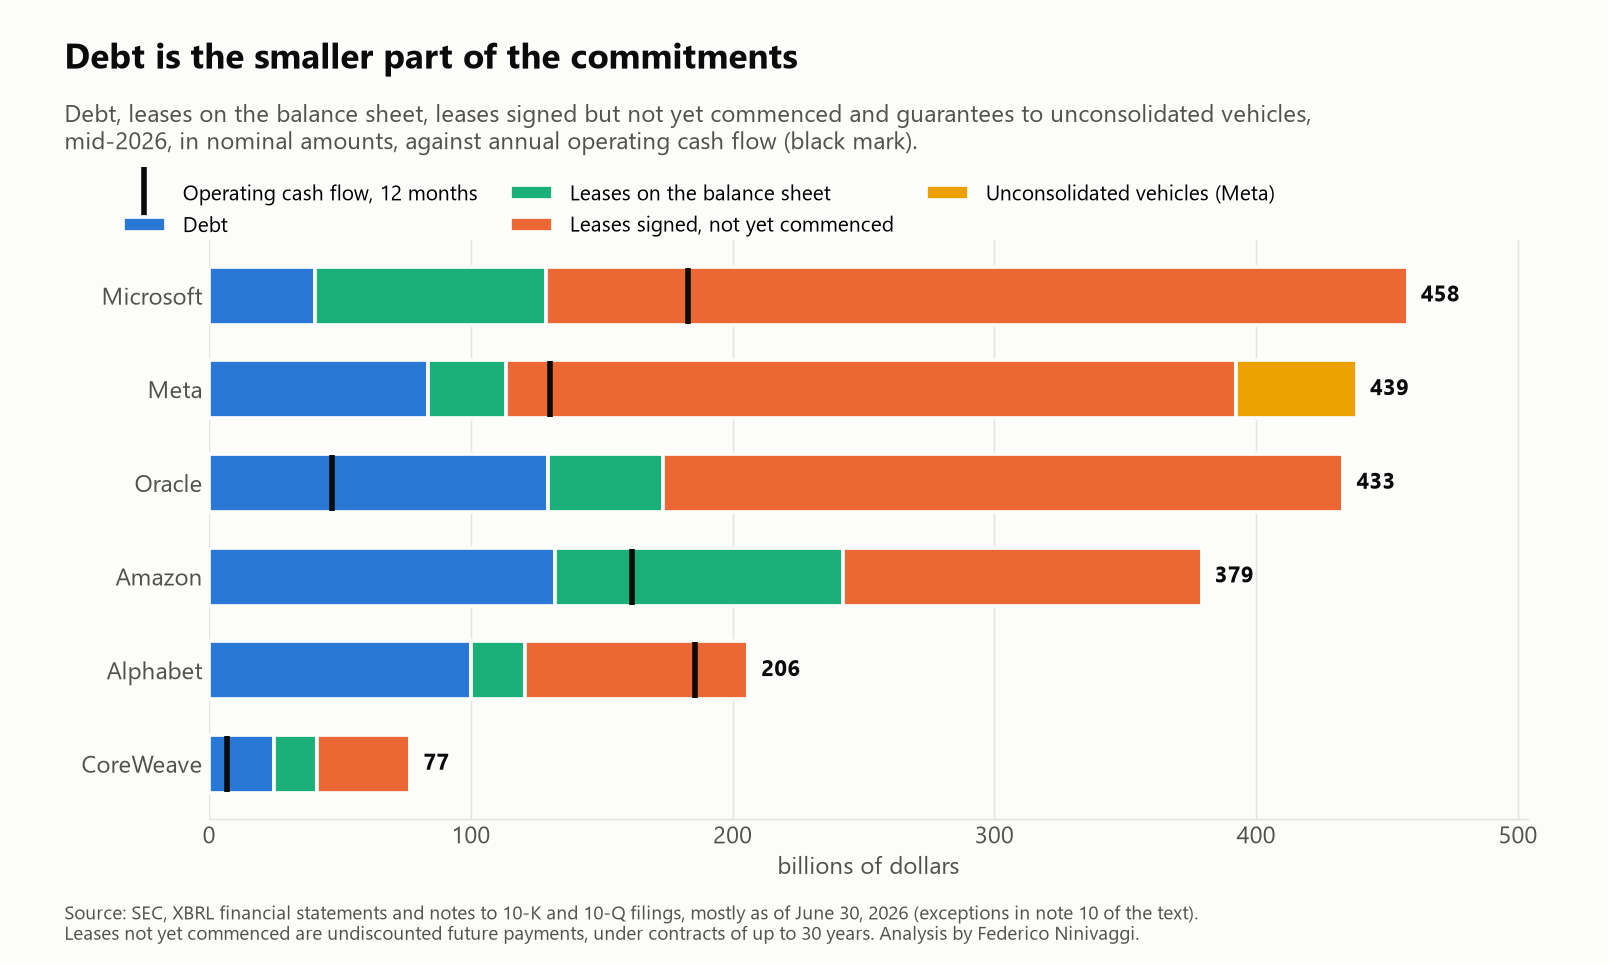 Debt is the smaller part of the commitments
Debt, leases on the balance sheet, leases signed but not yet commenced and guarantees to unconsolidated vehicles,
mid-2026, in nominal amounts, against annual operating cash flow (black mark).
Operating cash flow, 12 months
Debt
Leases on the balance sheet
Leases signed, not yet commenced
Unconsolidated vehicles (Meta)
Microsoft 458
Meta 439
Oracle 433
Amazon 379
Alphabet 206
CoreWeave 77
0 100 200 300 400 500
billions of dollars
Source: SEC, XBRL financial statements and notes to 10-K and 10-Q filings, mostly as of June 30, 2026 (exceptions in note 10 of the text).
Leases not yet commenced are undiscounted future payments, under contracts of up to 30 years. Analysis by Federico Ninivaggi.